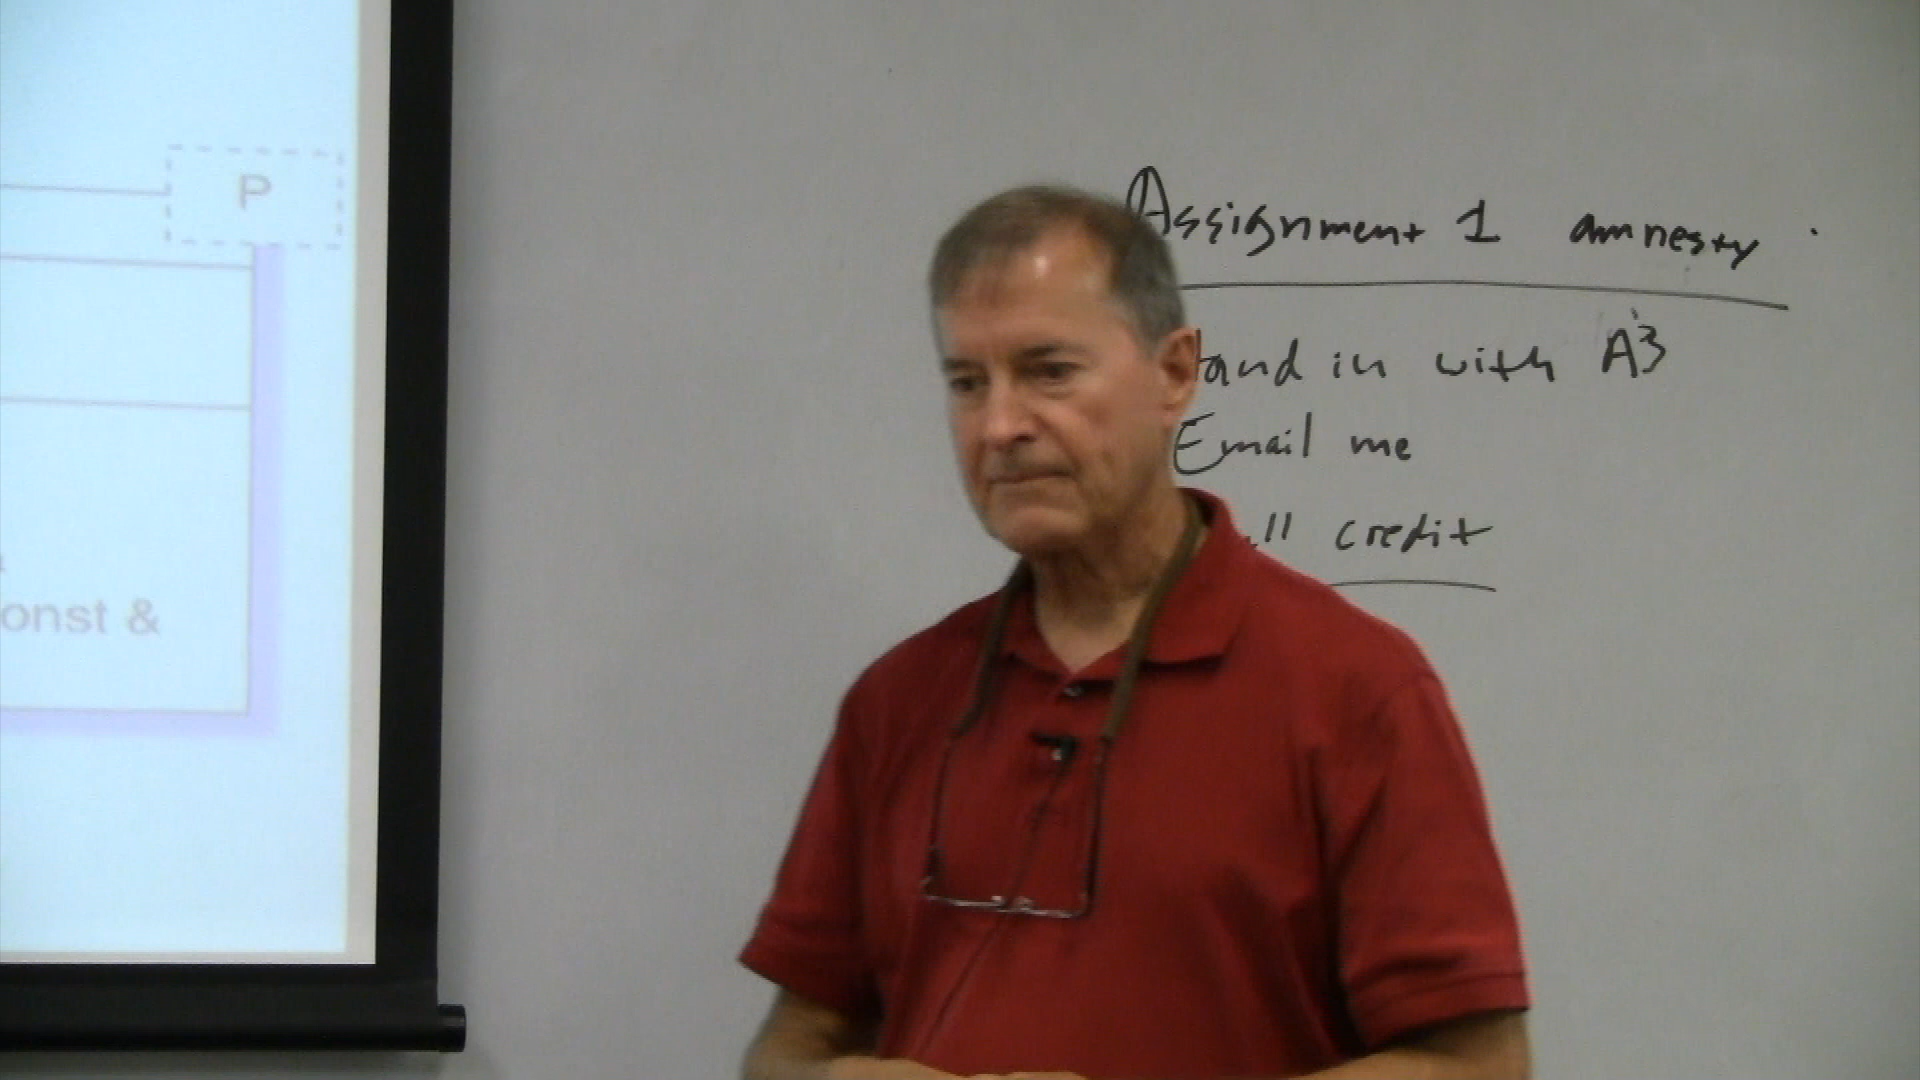 P
onst &
Assignment 1 amnesty
and in with A3
Email me
ll credit